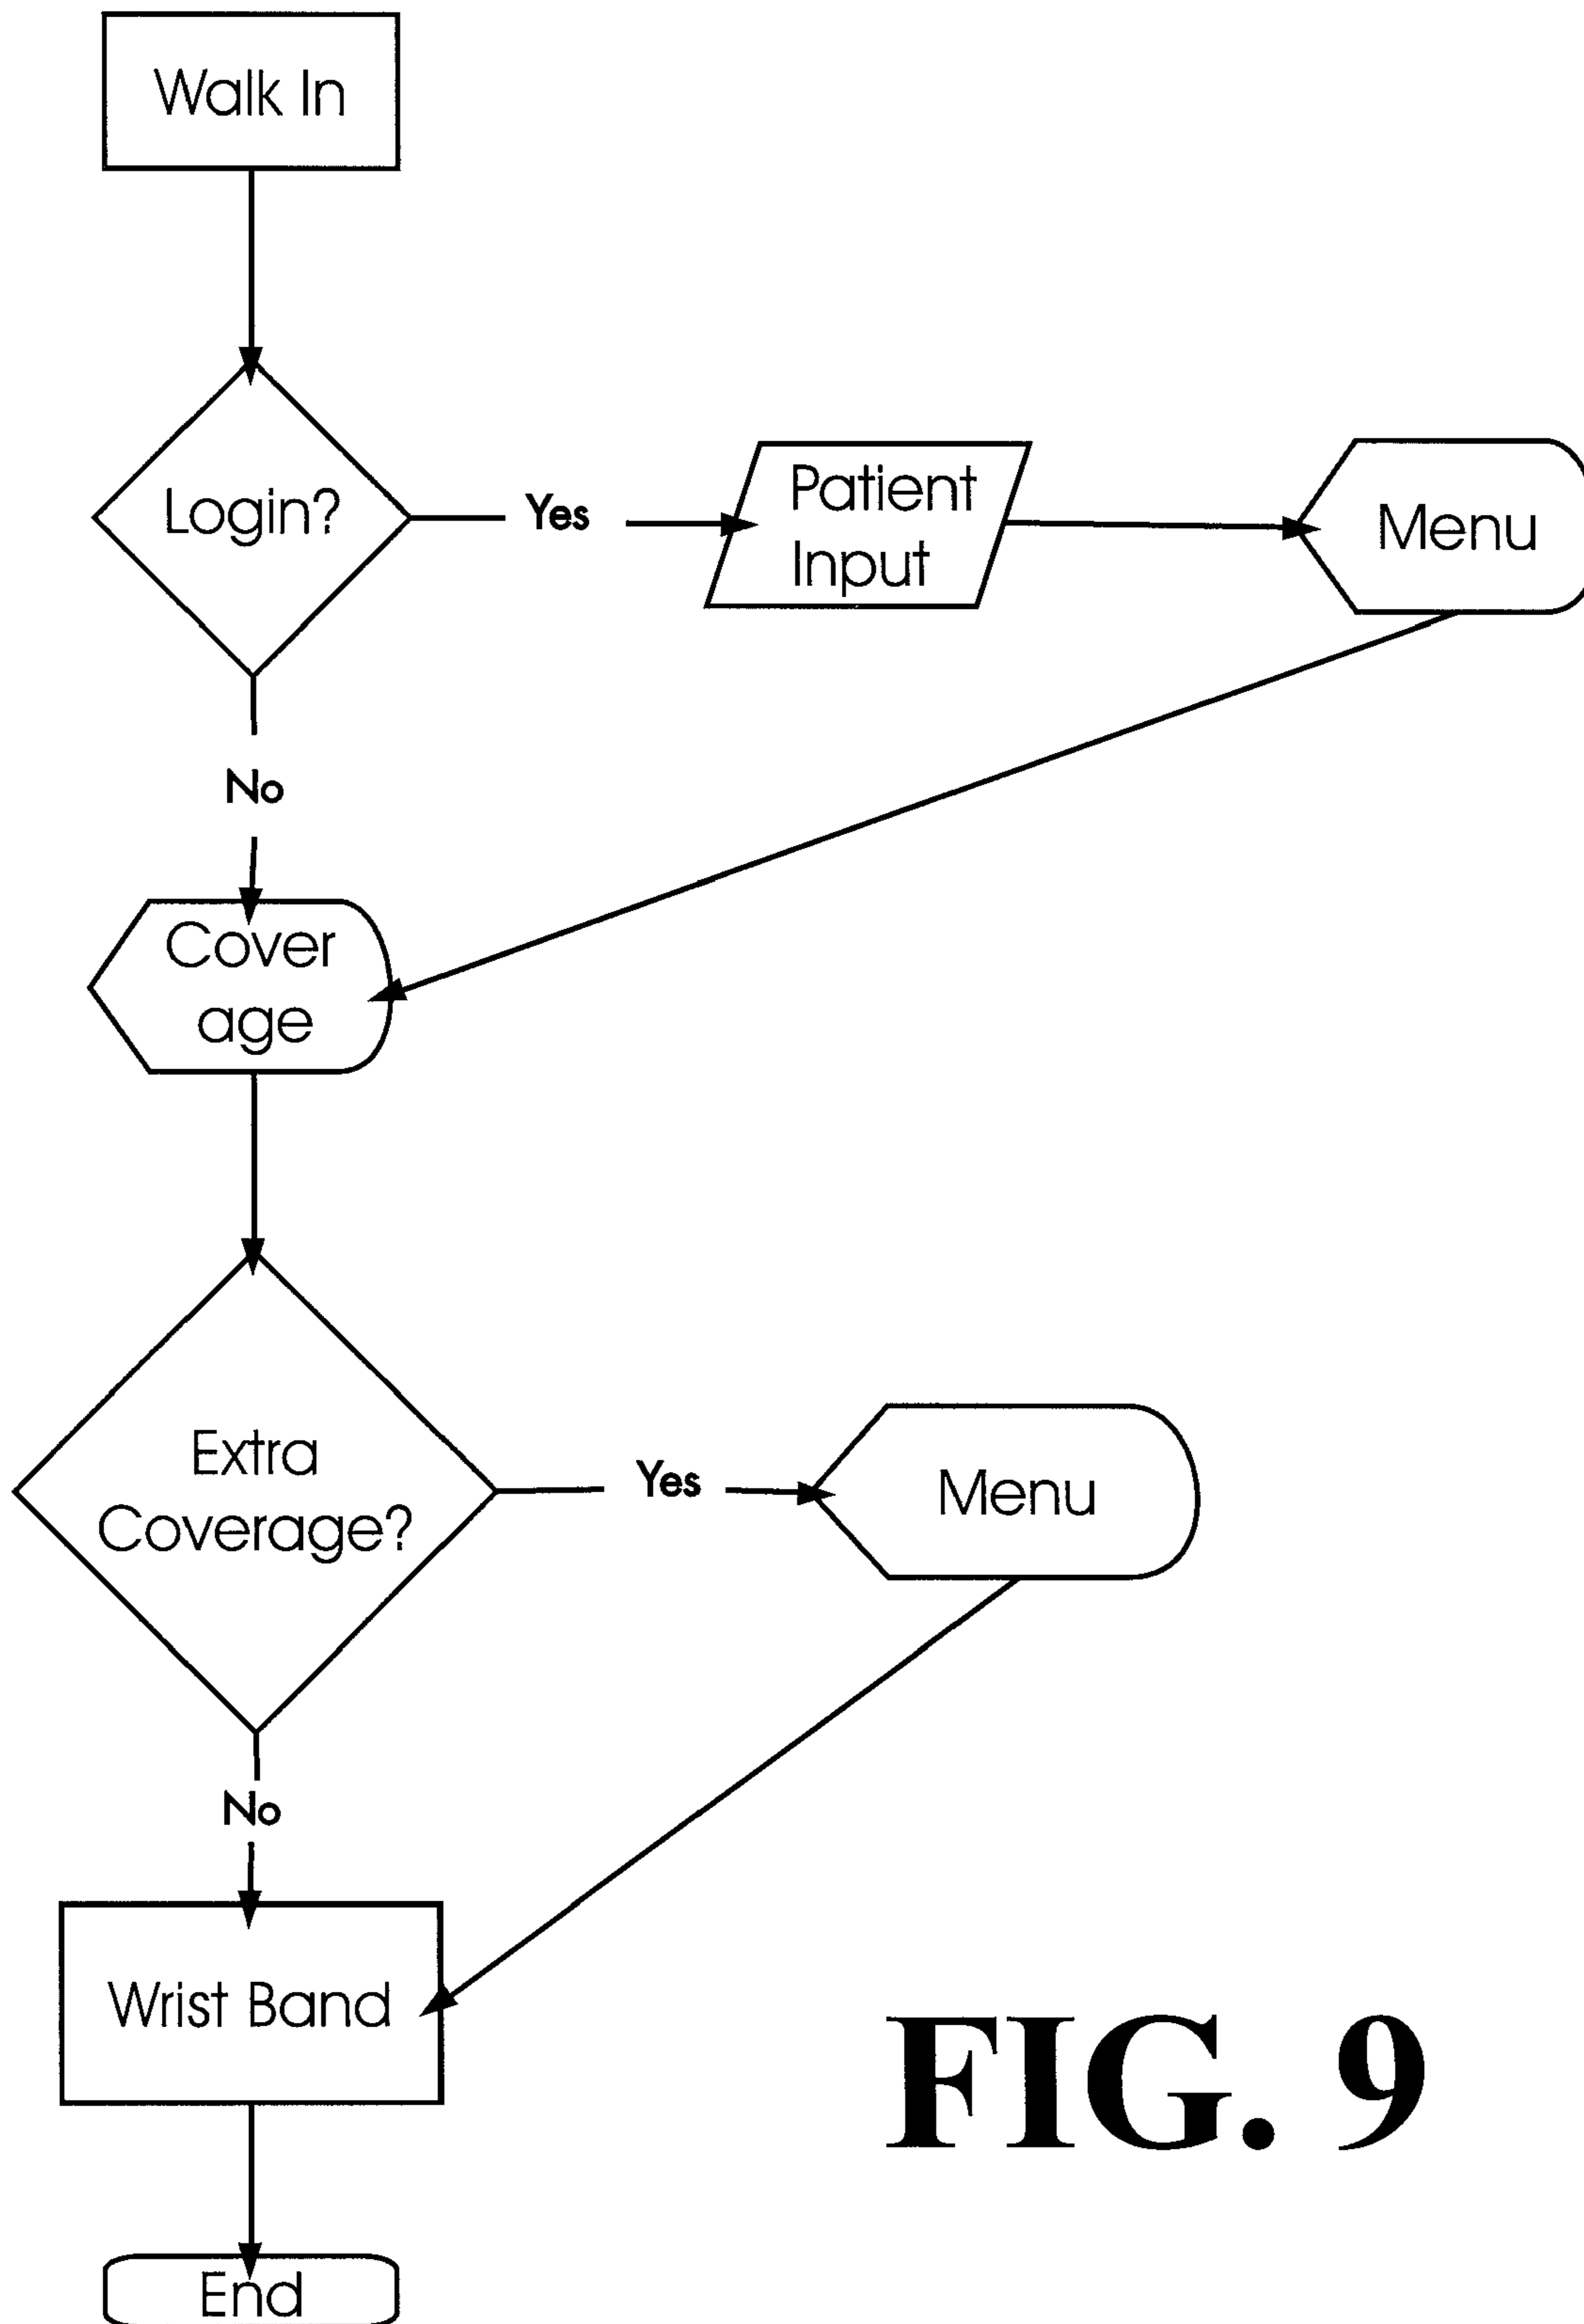 Walk In
Login?
Yes
Patient
Input
Menu
No
Cover
age
Extra
Coverage?
Yes
Menu
No
Wrist Band
End
FIG. 9